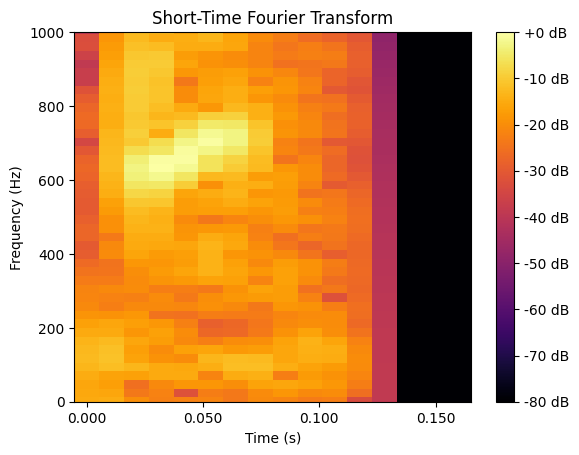 Short-Time Fourier Transform
1000
800
600
400
200
0
Frequency (Hz)
0.000
0.050
0.100
0.150
Time (s)
+0 dB
-10 dB
-20 dB
-30 dB
-40 dB
-50 dB
-60 dB
-70 dB
-80 dB